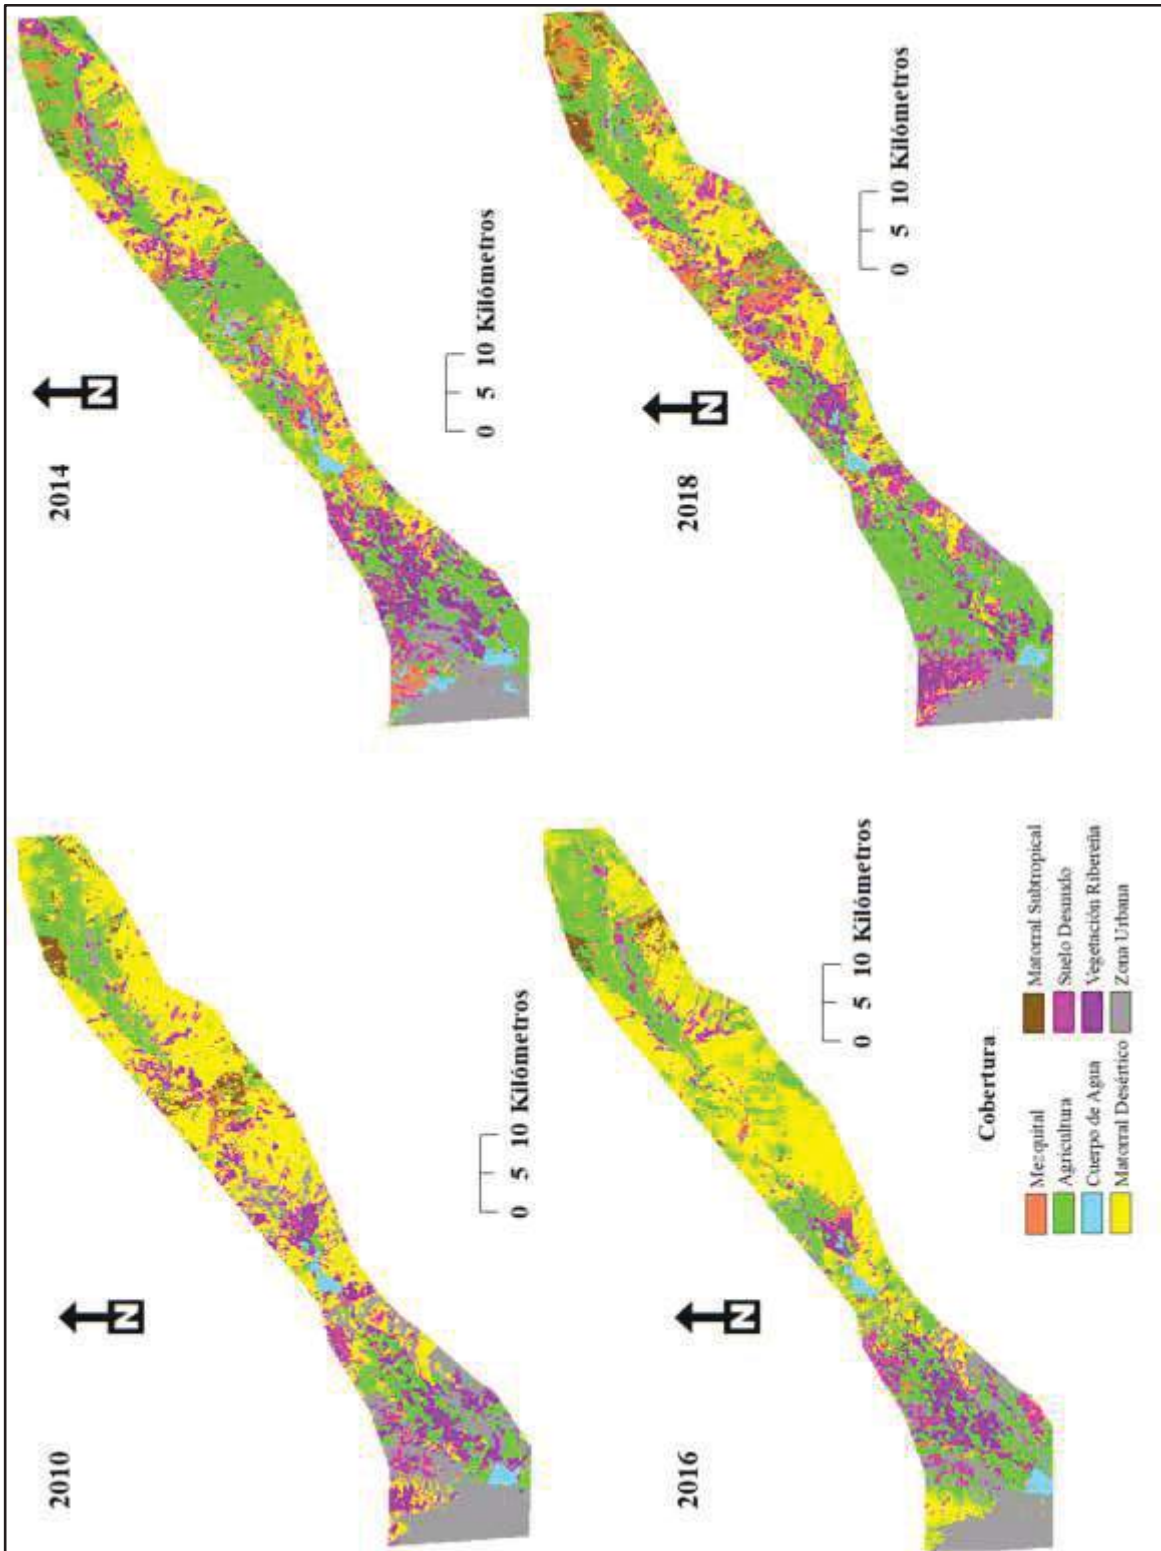 2010
N
0 5 10 Kilómetros
2014
N
0 5 10 Kilómetros
2016
N
0 5 10 Kilómetros
2018
N
0 5 10 Kilómetros
Cobertura
Mezquital
Agricultura
Cuerpo de Agua
Matorral Desértico
Matorral Subtropical
Suelo Desnudo
Vegetación Ribereña
Zona Urbana